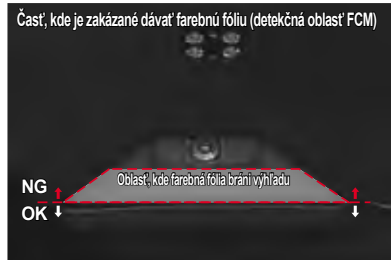 Časť, kde je zakázané dávať farebnú fóliu (detekčná oblasť FCM)
Oblasť, kde farebná fólia bráni výhľadu
NG
OK